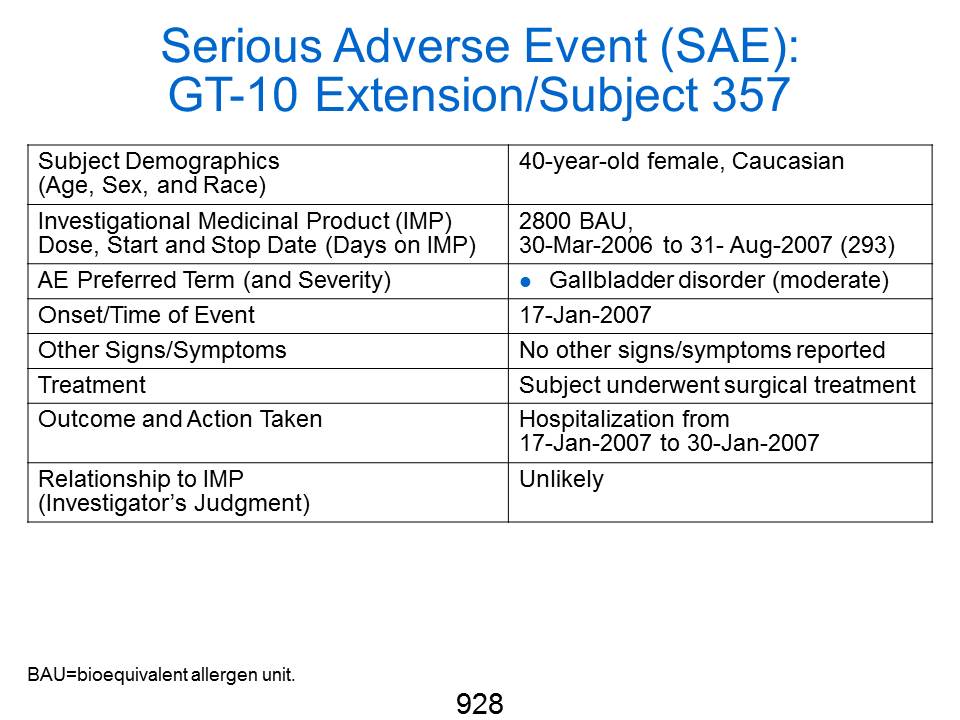 Serious Adverse Event (SAE):
GT-10 Extension/Subject 357
Subject Demographics
(Age, Sex, and Race)
40-year-old female, Caucasian
Investigational Medicinal Product (IMP)
Dose, Start and Stop Date (Days on IMP)
2800 BAU,
30-Mar-2006 to 31- Aug-2007 (293)
AE Preferred Term (and Severity)
● Gallbladder disorder (moderate)
Onset/Time of Event
17-Jan-2007
Other Signs/Symptoms
No other signs/symptoms reported
Treatment
Subject underwent surgical treatment
Outcome and Action Taken
Hospitalization from
17-Jan-2007 to 30-Jan-2007
Relationship to IMP
(Investigator’s Judgment)
Unlikely
BAU=bioequivalent allergen unit.
928